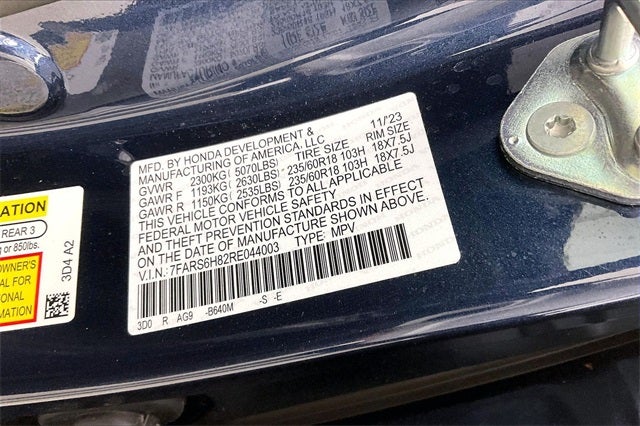 MFD. BY HONDA DEVELOPMENT &
MANUFACTURING OF AMERICA, LLC 11/'23
GVWR 2300KG ( 5070LBS) TIRE SIZE RIM SIZE
GAWR F 1193KG ( 2630LBS) 235/60R18 103H 18X7.5J
GAWR R 1150KG ( 2535LBS) 235/60R18 103H 18X7.5J
THIS VEHICLE CONFORMS TO ALL APPLICABLE
FEDERAL MOTOR VEHICLE SAFETY
AND THEFT PREVENTION STANDARDS IN EFFECT
ON THE DATE OF MANUFACTURE SHOWN ABOVE.
V.I.N.:7FARS6H82RE044003 TYPE: MPV
3D0 R AG9 -B640M -S -E
REAR 3
or 850lbs.
OWNER'S
3D4 A2